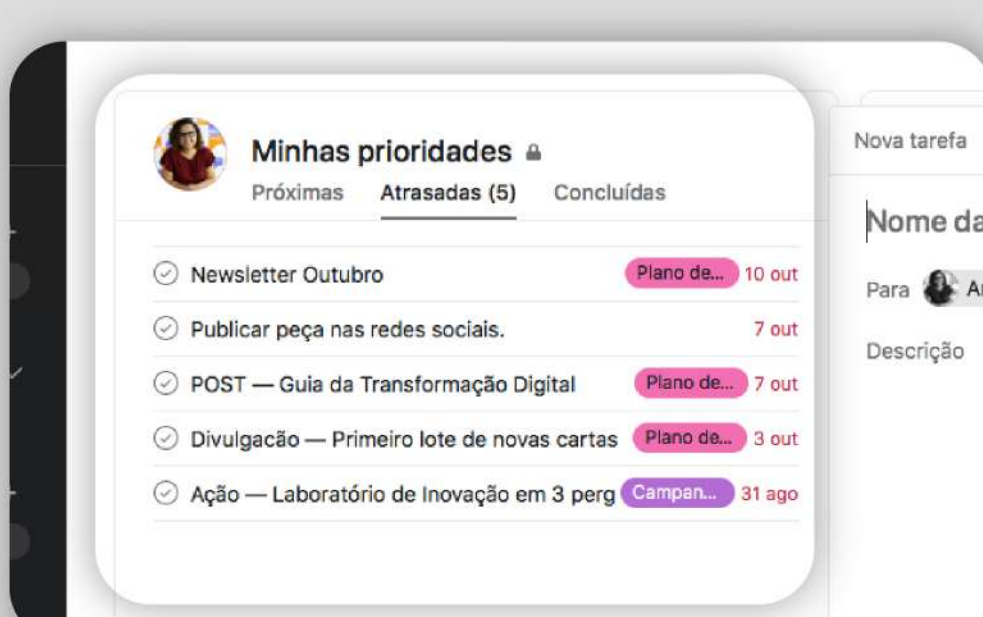 Minhas prioridades
Próximas Atrasadas (5) Concluídas
Newsletter Outubro Plano de... 10 out
Publicar peça nas redes sociais. 7 out
POST — Guia da Transformação Digital Plano de... 7 out
Divulgacão — Primeiro lote de novas cartas Plano de... 3 out
Ação — Laboratório de Inovação em 3 perg Campan... 31 ago
Nova tarefa
Nome da
Para
Descrição